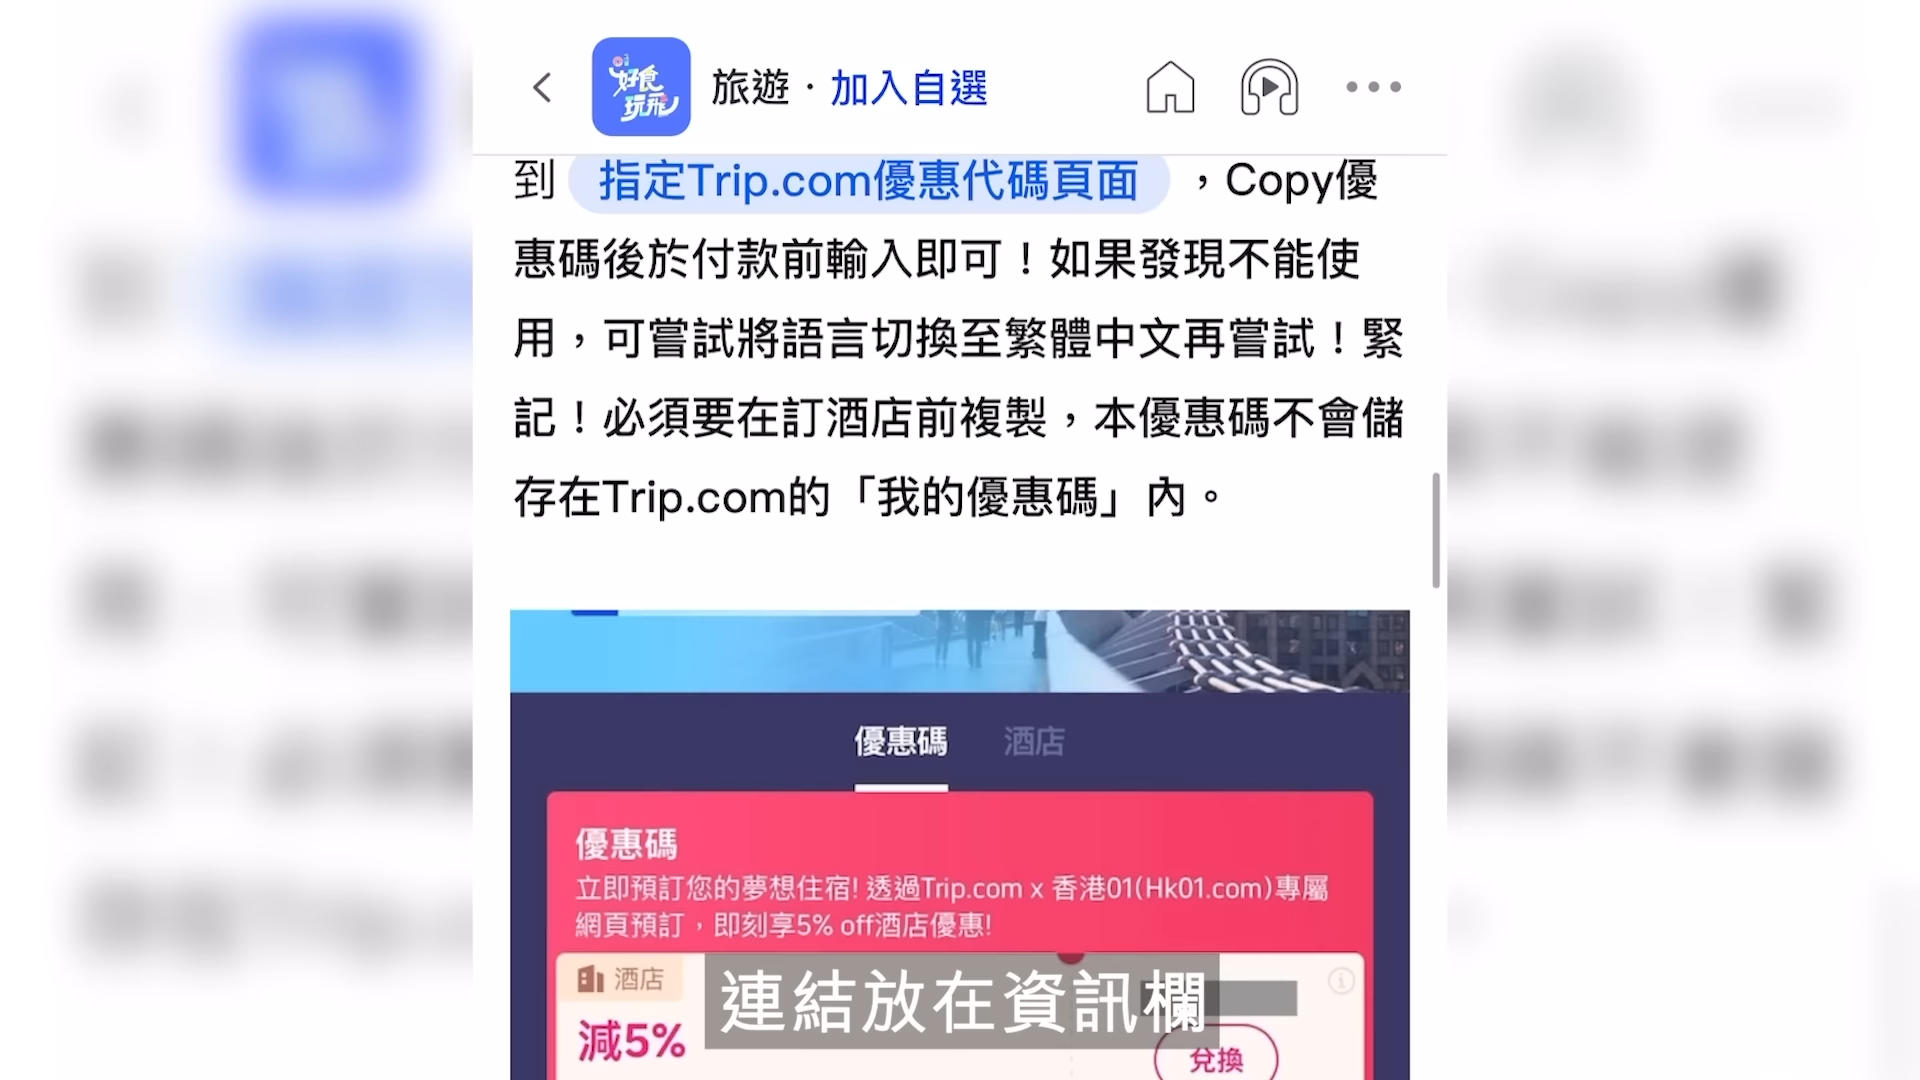 好食
玩飛
旅遊·加入自選
到 指定Trip.com優惠代碼頁面 ，Copy優
惠碼後於付款前輸入即可！如果發現不能使
用，可嘗試將語言切換至繁體中文再嘗試！緊
記！必須要在訂酒店前複製，本優惠碼不會儲
存在Trip.com的「我的優惠碼」內。
優惠碼 酒店
優惠碼
立即預訂您的夢想住宿! 透過Trip.com x 香港01(Hk01.com)專屬
網頁預訂，即刻享5% off酒店優惠!
酒店
連結放在資訊欄
減5%
兌換